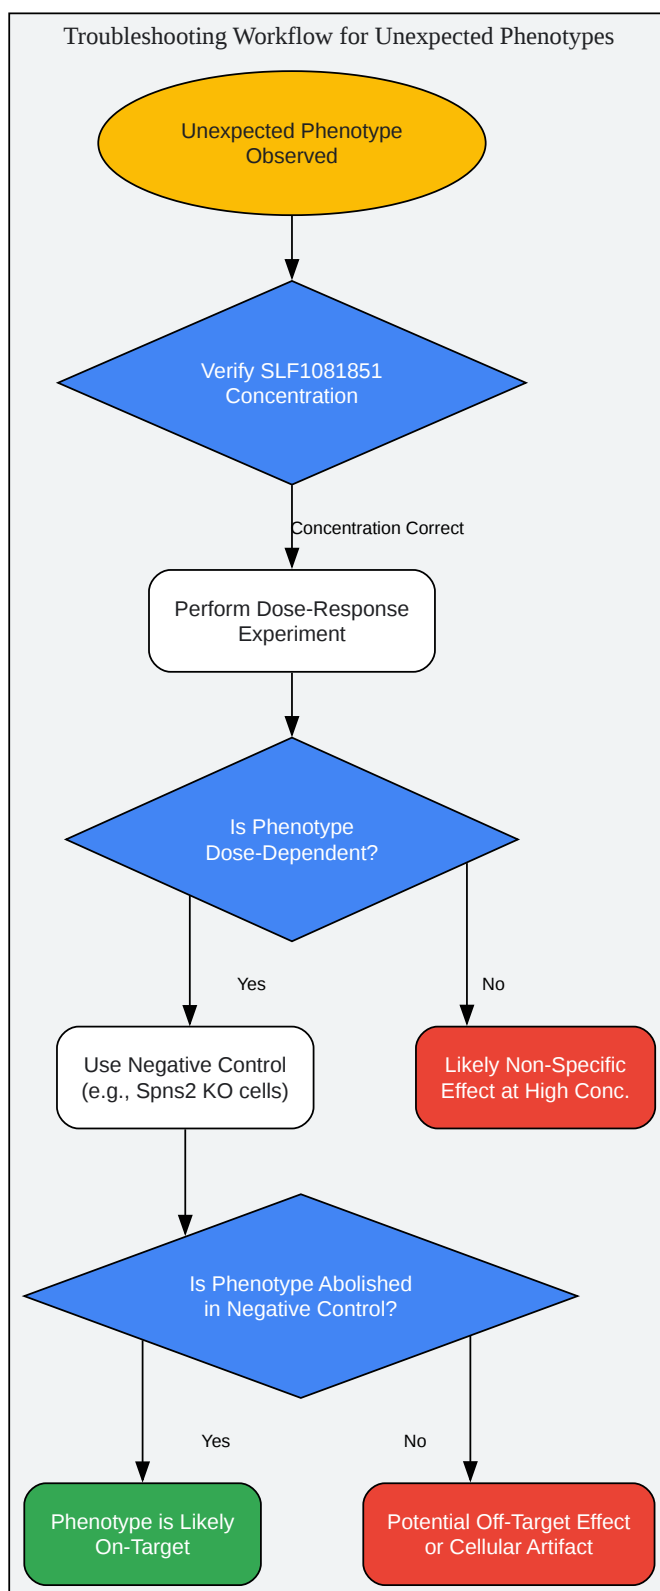 Troubleshooting Workflow for Unexpected Phenotypes
Unexpected Phenotype
Observed
Verify SLF1081851
Concentration
Concentration Correct
Perform Dose-Response
Experiment
Is Phenotype
Dose-Dependent?
Yes
No
Use Negative Control
(e.g., Spns2 KO cells)
Likely Non-Specific
Effect at High Conc.
Is Phenotype Abolished
in Negative Control?
Yes
No
Phenotype is Likely
On-Target
Potential Off-Target Effect
or Cellular Artifact